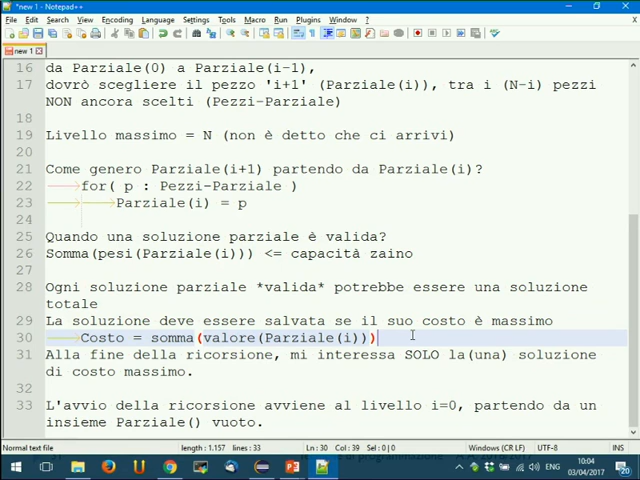 *new 1 - Notepad++
File Edit Search View Encoding Language Settings Tools Macro Run Plugins Window ?
new 1
16 da Parziale(0) a Parziale(i-1),
17 dovrò scegliere il pezzo 'i+1' (Parziale(i)), tra i (N-i) pezzi
NON ancora scelti (Pezzi-Parziale)
18
19 Livello massimo = N (non è detto che ci arrivi)
20
21 Come genero Parziale(i+1) partendo da Parziale(i)?
22 for( p : Pezzi-Parziale )
23 Parziale(i) = p
24
25 Quando una soluzione parziale è valida?
26 Somma(pesi(Parziale(i))) <= capacità zaino
27
28 Ogni soluzione parziale *valida* potrebbe essere una soluzione
totale
29 La soluzione deve essere salvata se il suo costo è massimo
30 Costo = somma(valore(Parziale(i)))
31 Alla fine della ricorsione, mi interessa SOLO la(una) soluzione
di costo massimo.
32
33 L'avvio della ricorsione avviene al livello i=0, partendo da un
insieme Parziale() vuoto.
Normal text file length : 1.157 lines : 33 Ln : 30 Col : 39 Sel : 0 | 0 Windows (CR LF) UTF-8 INS
di programmazione
10:04
03/04/2017
20